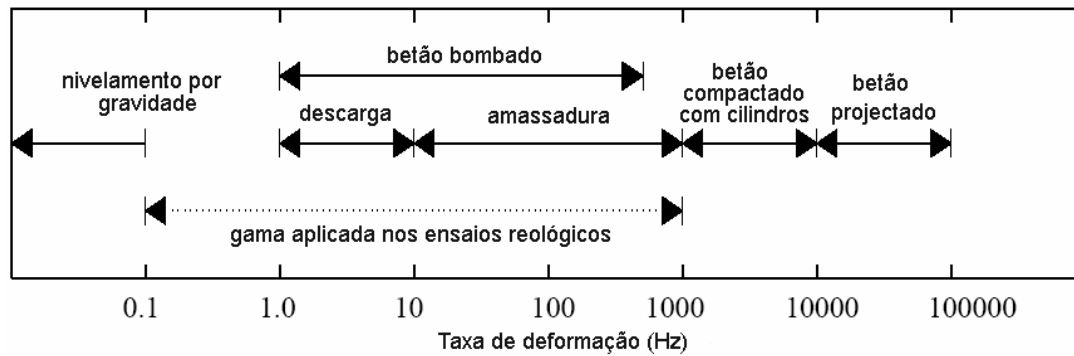 nivelamento por
gravidade
betão bombado
descarga
amassadura
betão
compactado
com cilindros
betão
projectado
gama aplicada nos ensaios reológicos
0.1 1.0 10 100 1000 10000 100000
Taxa de deformação (Hz)